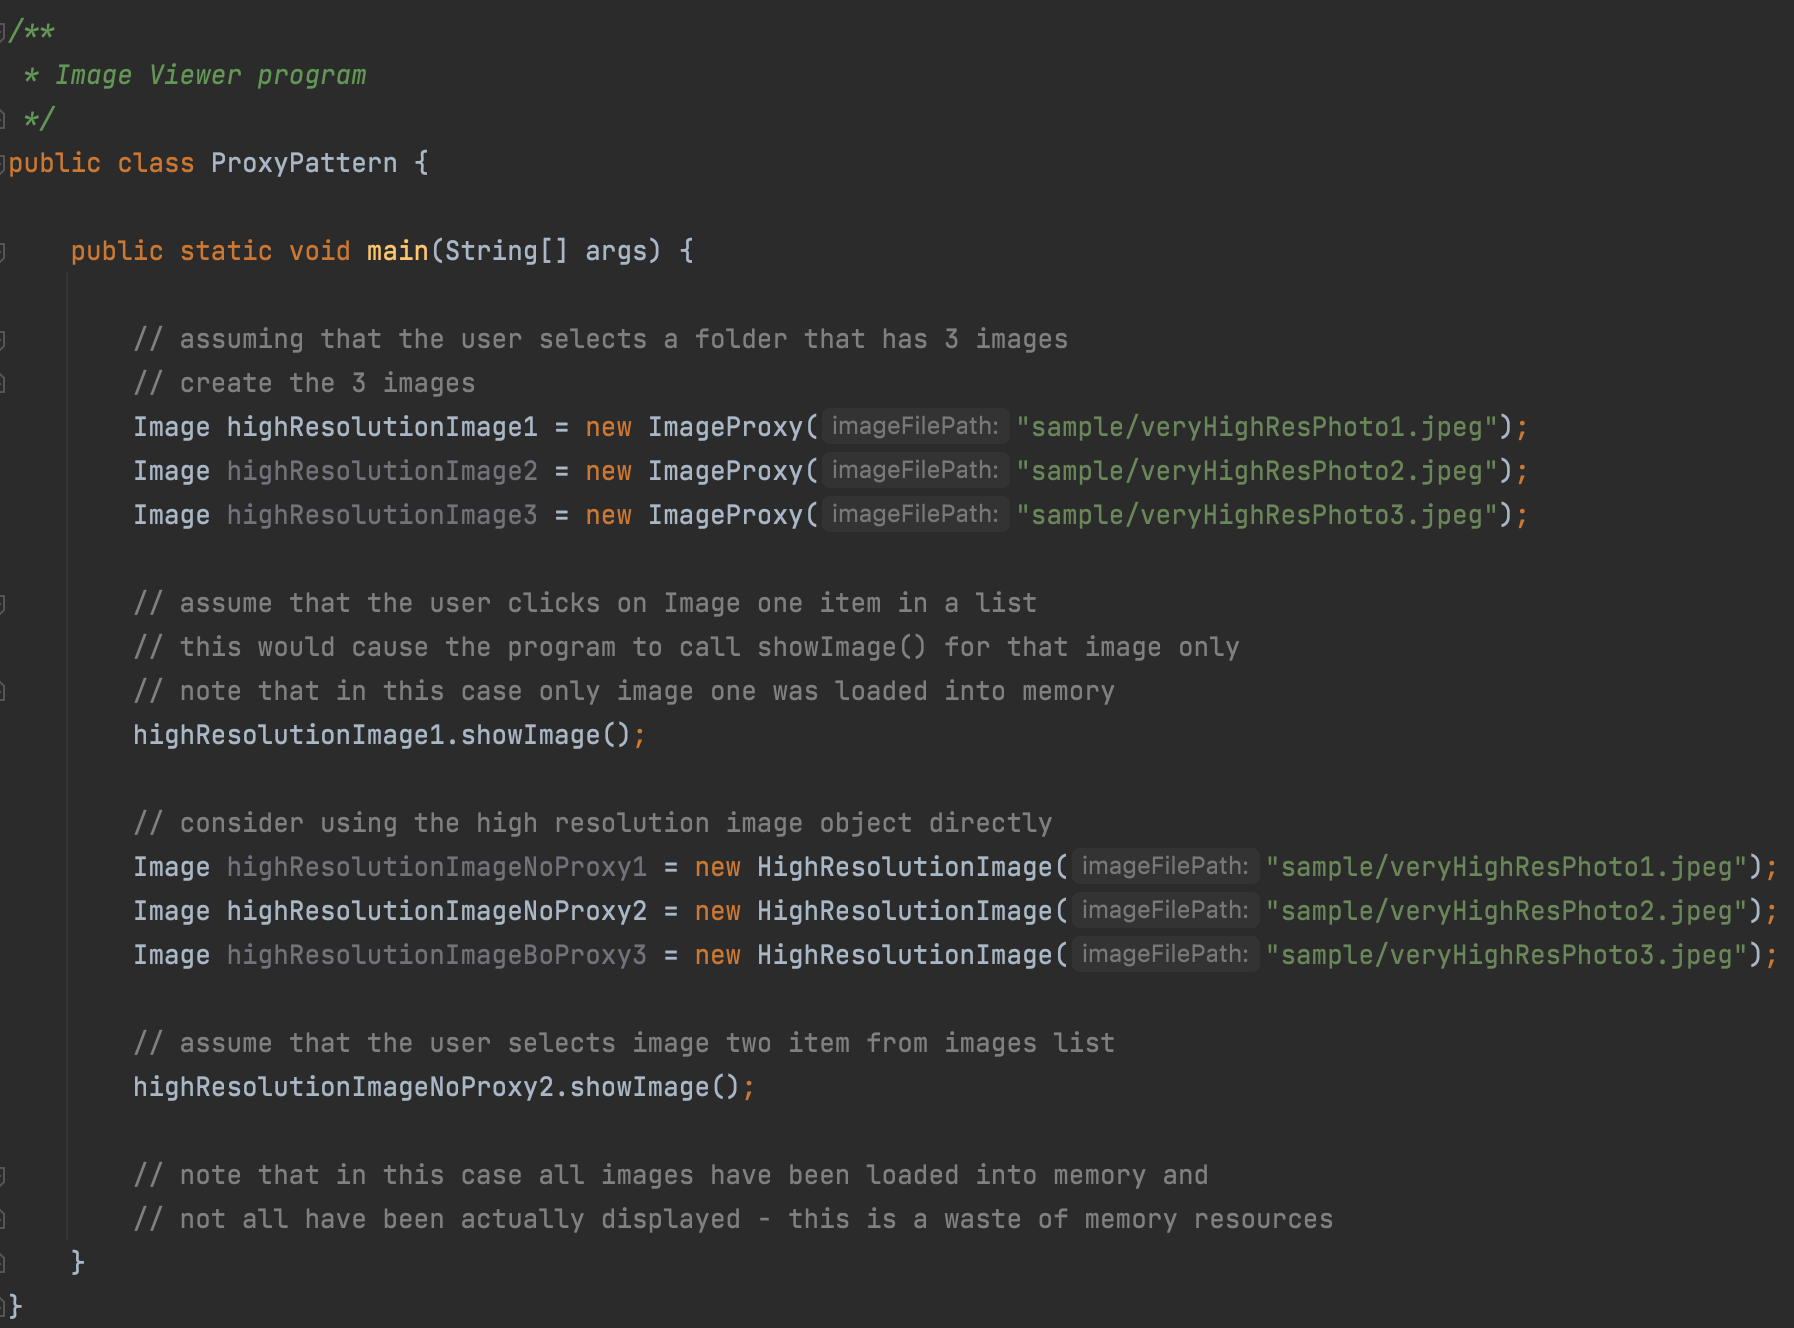 /**
 * Image Viewer program
 */
public class ProxyPattern {

    public static void main(String[] args) {

        // assuming that the user selects a folder that has 3 images
        // create the 3 images
        Image highResolutionImage1 = new ImageProxy( imageFilePath: "sample/veryHighResPhoto1.jpeg");
        Image highResolutionImage2 = new ImageProxy( imageFilePath: "sample/veryHighResPhoto2.jpeg");
        Image highResolutionImage3 = new ImageProxy( imageFilePath: "sample/veryHighResPhoto3.jpeg");

        // assume that the user clicks on Image one item in a list
        // this would cause the program to call showImage() for that image only
        // note that in this case only image one was loaded into memory
        highResolutionImage1.showImage();

        // consider using the high resolution image object directly
        Image highResolutionImageNoProxy1 = new HighResolutionImage( imageFilePath: "sample/veryHighResPhoto1.jpeg");
        Image highResolutionImageNoProxy2 = new HighResolutionImage( imageFilePath: "sample/veryHighResPhoto2.jpeg");
        Image highResolutionImageBoProxy3 = new HighResolutionImage( imageFilePath: "sample/veryHighResPhoto3.jpeg");

        // assume that the user selects image two item from images list
        highResolutionImageNoProxy2.showImage();

        // note that in this case all images have been loaded into memory and
        // not all have been actually displayed - this is a waste of memory resources
    }
}